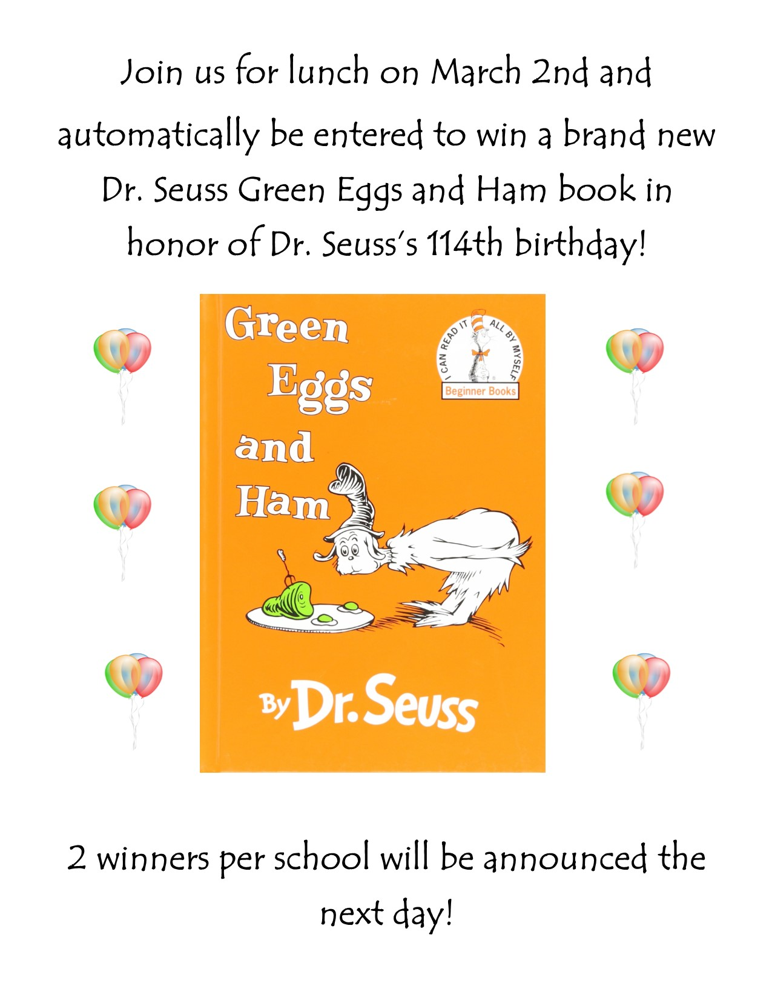 Join us for lunch on March 2nd and
automatically be entered to win a brand new
Dr. Seuss Green Eggs and Ham book in
honor of Dr. Seuss's 114th birthday!
Green
Eggs
and
Ham
I CAN READ IT ALL BY MYSELF
Beginner Books
By Dr. Seuss
2 winners per school will be announced the
next day!